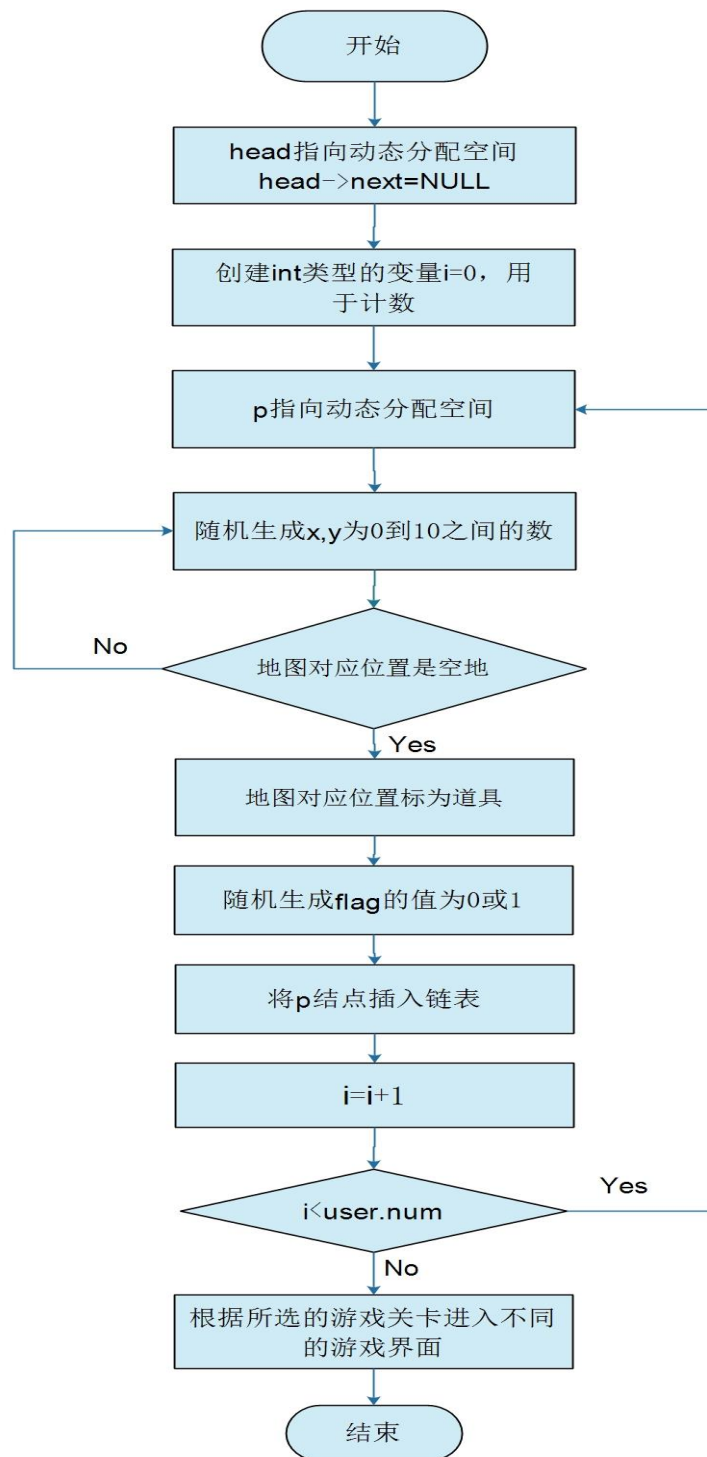 开始
head指向动态分配空间
head->next=NULL
创建int类型的变量i=0，用
于计数
p指向动态分配空间
随机生成x,y为0到10之间的数
No
地图对应位置是空地
Yes
地图对应位置标为道具
随机生成flag的值为0或1
将p结点插入链表
i=i+1
Yes
i<user.num
No
根据所选的游戏关卡进入不同
的游戏界面
结束